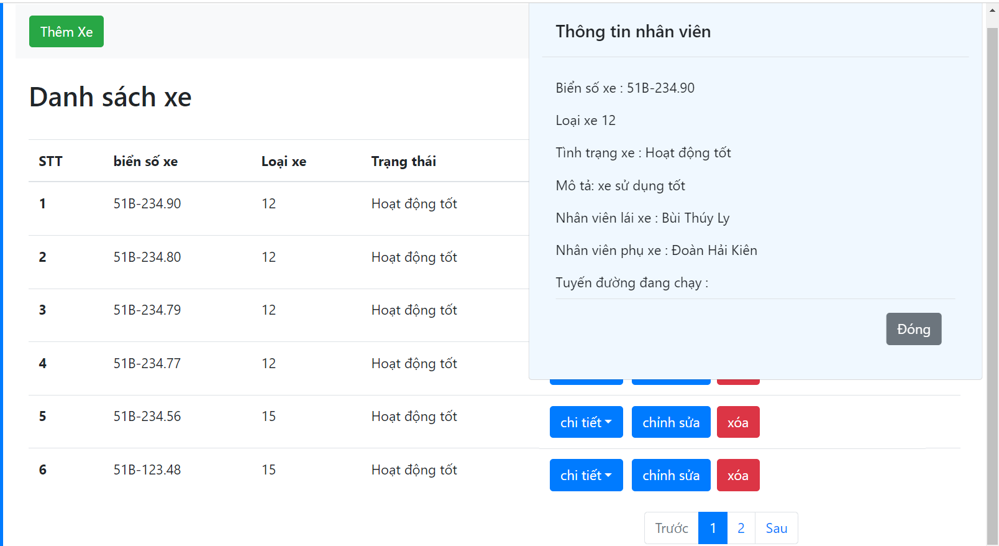 Thêm Xe
Danh sách xe
STT biển số xe Loại xe Trạng thái
1 51B-234.90 12 Hoạt động tốt
2 51B-234.80 12 Hoạt động tốt
3 51B-234.79 12 Hoạt động tốt
4 51B-234.77 12 Hoạt động tốt
5 51B-234.56 15 Hoạt động tốt chi tiết chỉnh sửa xóa
6 51B-123.48 15 Hoạt động tốt chi tiết chỉnh sửa xóa
Trước 1 2 Sau
Thông tin nhân viên
Biển số xe : 51B-234.90
Loại xe 12
Tình trạng xe : Hoạt động tốt
Mô tả: xe sử dụng tốt
Nhân viên lái xe : Bùi Thúy Ly
Nhân viên phụ xe : Đoàn Hải Kiên
Tuyến đường đang chạy :
Đóng